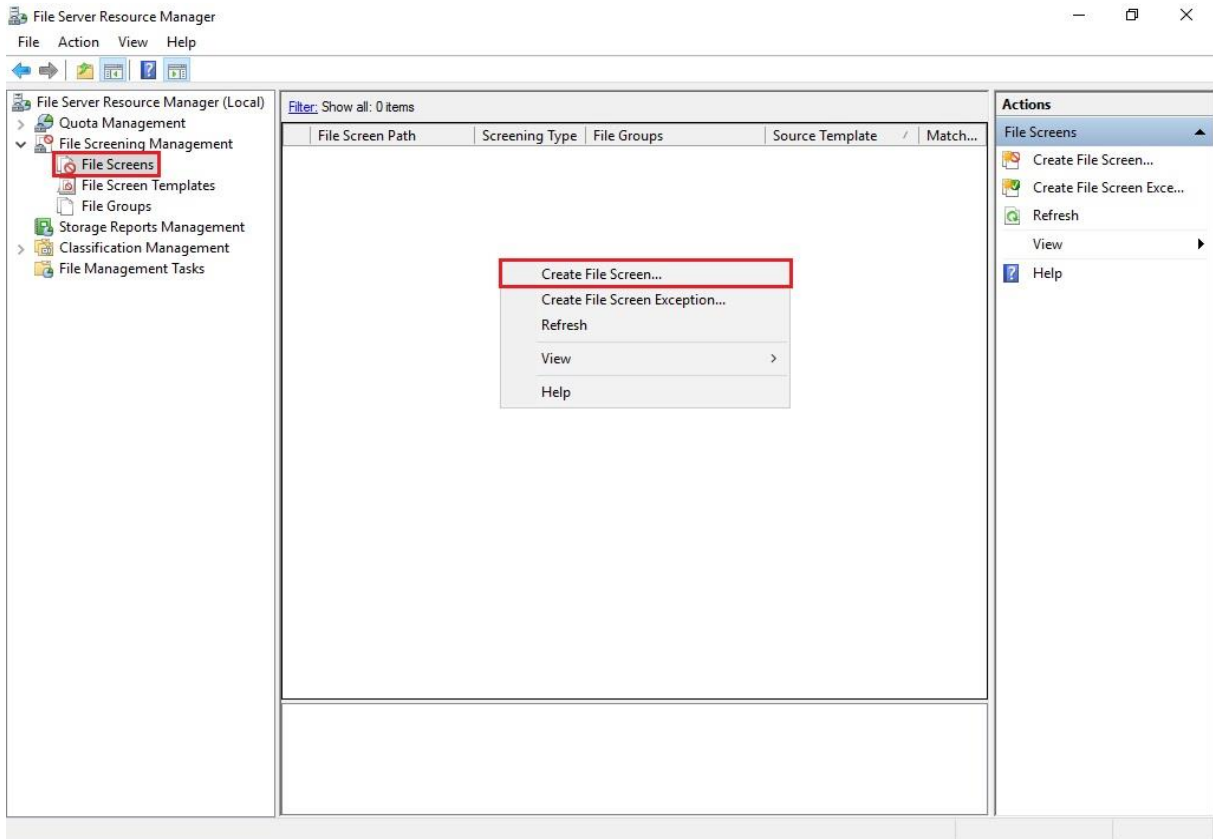 File Server Resource Manager
File Action View Help
File Server Resource Manager (Local)
Quota Management
File Screening Management
File Screens
File Screen Templates
File Groups
Storage Reports Management
Classification Management
File Management Tasks
Filter: Show all: 0 items
File Screen Path Screening Type File Groups Source Template Match...
Create File Screen...
Create File Screen Exception...
Refresh
View
Help
Actions
File Screens
Create File Screen...
Create File Screen Exce...
Refresh
View
Help